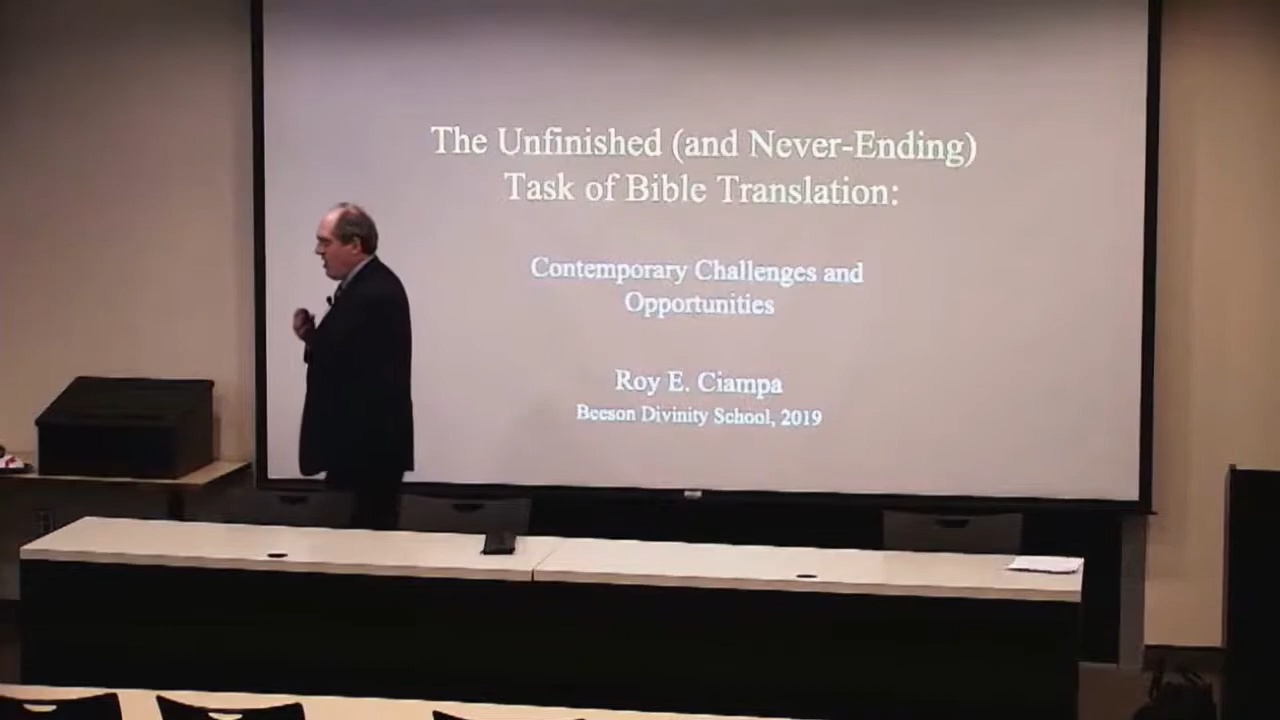 The Unfinished (and Never-Ending)
Task of Bible Translation:
Contemporary Challenges and
Opportunities
Roy E. Ciampa
Beeson Divinity School, 2019